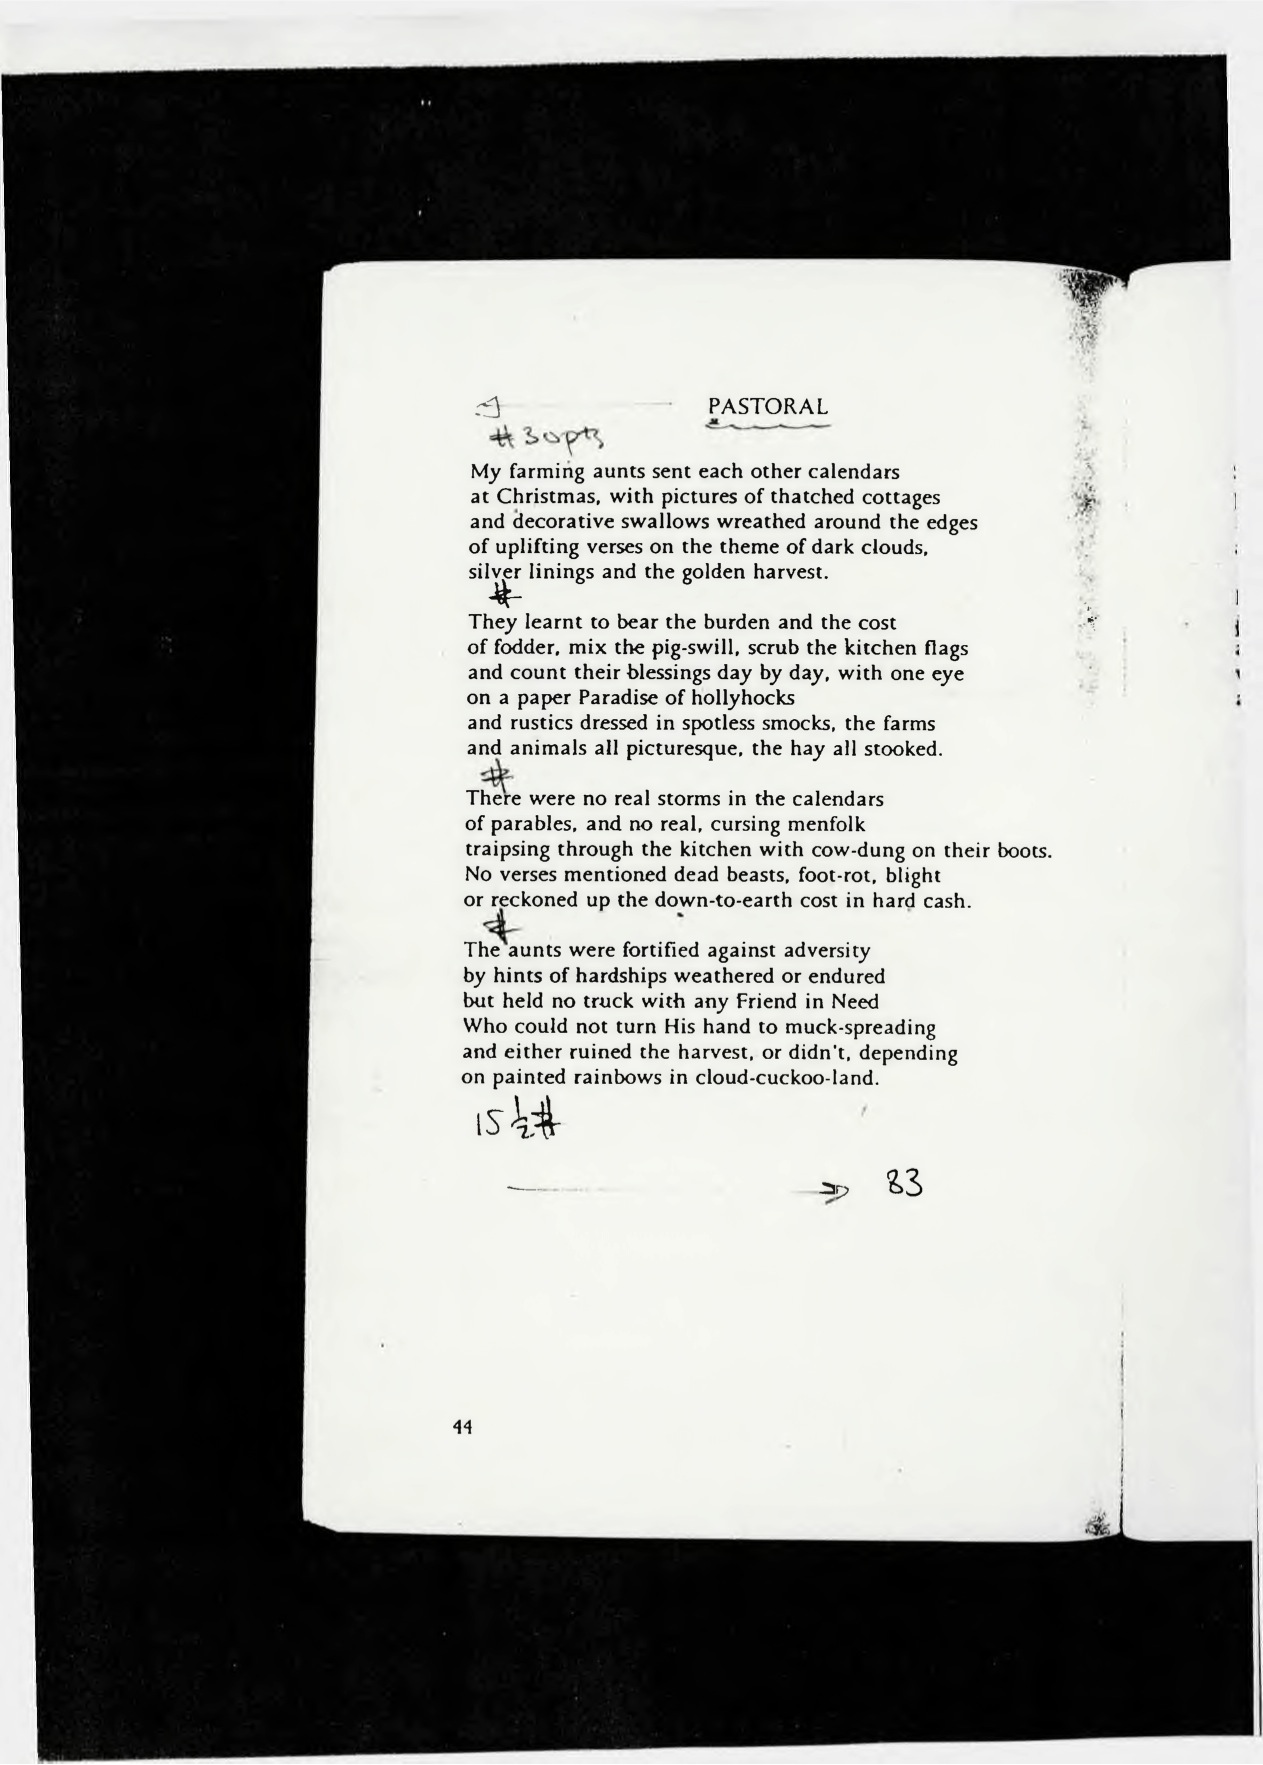 PASTORAL
# 30pts
My farming aunts sent each other calendars
at Christmas, with pictures of thatched cottages
and decorative swallows wreathed around the edges
of uplifting verses on the theme of dark clouds,
silver linings and the golden harvest.
#
They learnt to bear the burden and the cost
of fodder, mix the pig-swill, scrub the kitchen flags
and count their blessings day by day, with one eye
on a paper Paradise of hollyhocks
and rustics dressed in spotless smocks, the farms
and animals all picturesque, the hay all stooked.
#
There were no real storms in the calendars
of parables, and no real, cursing menfolk
traipsing through the kitchen with cow-dung on their boots.
No verses mentioned dead beasts, foot-rot, blight
or reckoned up the down-to-earth cost in hard cash.
#
The aunts were fortified against adversity
by hints of hardships weathered or endured
but held no truck with any Friend in Need
Who could not turn His hand to muck-spreading
and either ruined the harvest, or didn't, depending
on painted rainbows in cloud-cuckoo-land.
15 ½ #
83
44